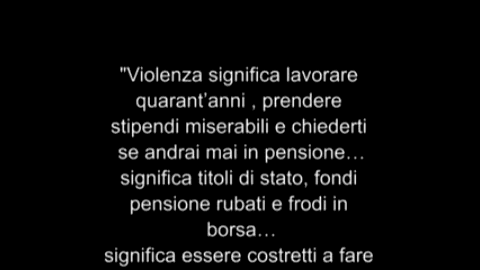 "Violenza significa lavorare
quarant'anni , prendere
stipendi miserabili e chiederti
se andrai mai in pensione…
significa titoli di stato, fondi
pensione rubati e frodi in
borsa…
significa essere costretti a fare